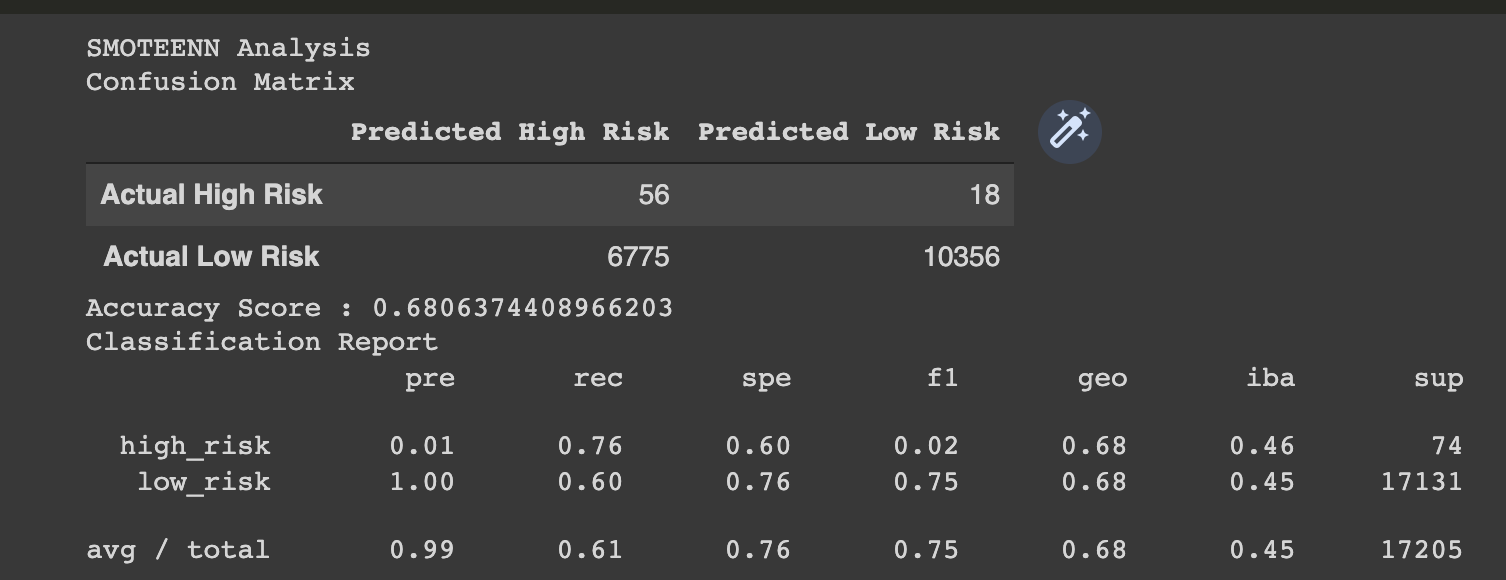 SMOTEENN Analysis
Confusion Matrix
Predicted High Risk Predicted Low Risk
Actual High Risk 56 18
Actual Low Risk 6775 10356
Accuracy Score : 0.6806374408966203
Classification Report
pre rec spe f1 geo iba sup
high_risk 0.01 0.76 0.60 0.02 0.68 0.46 74
low_risk 1.00 0.60 0.76 0.75 0.68 0.45 17131
avg / total 0.99 0.61 0.76 0.75 0.68 0.45 17205